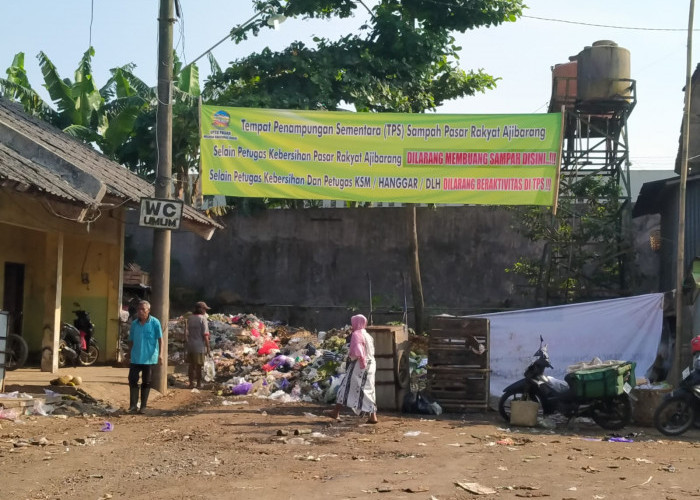 Tempat Penampungan Sementara (TPS) Sampah Pasar Rakyat Ajibarang
Selain Petugas Kebersihan Pasar Rakyat Ajibarang DILARANG MEMBUANG SAMPAH DISINI..!!
Selain Petugas Kebersihan Dan Petugas KSM / HANGGAR / DLH DILARANG BERAKTIVITAS DI TPS
WC
UMUM